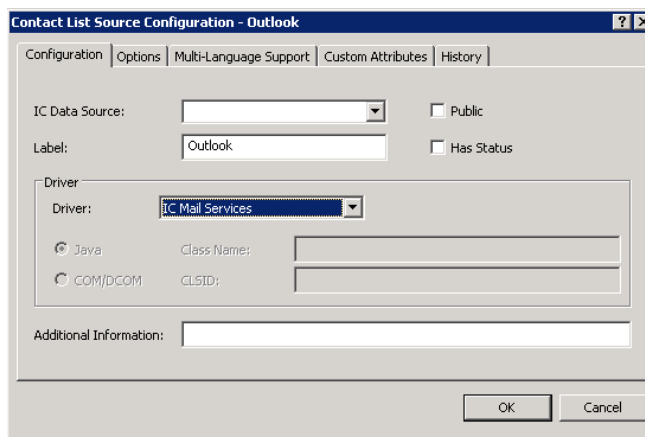 Contact List Source Configuration - Outlook
Configuration Options Multi-Language Support Custom Attributes History
IC Data Source: Public
Label: Outlook Has Status
Driver
Driver: IC Mail Services
Java Class Name:
COM/DCOM CLSID:
Additional Information:
OK Cancel